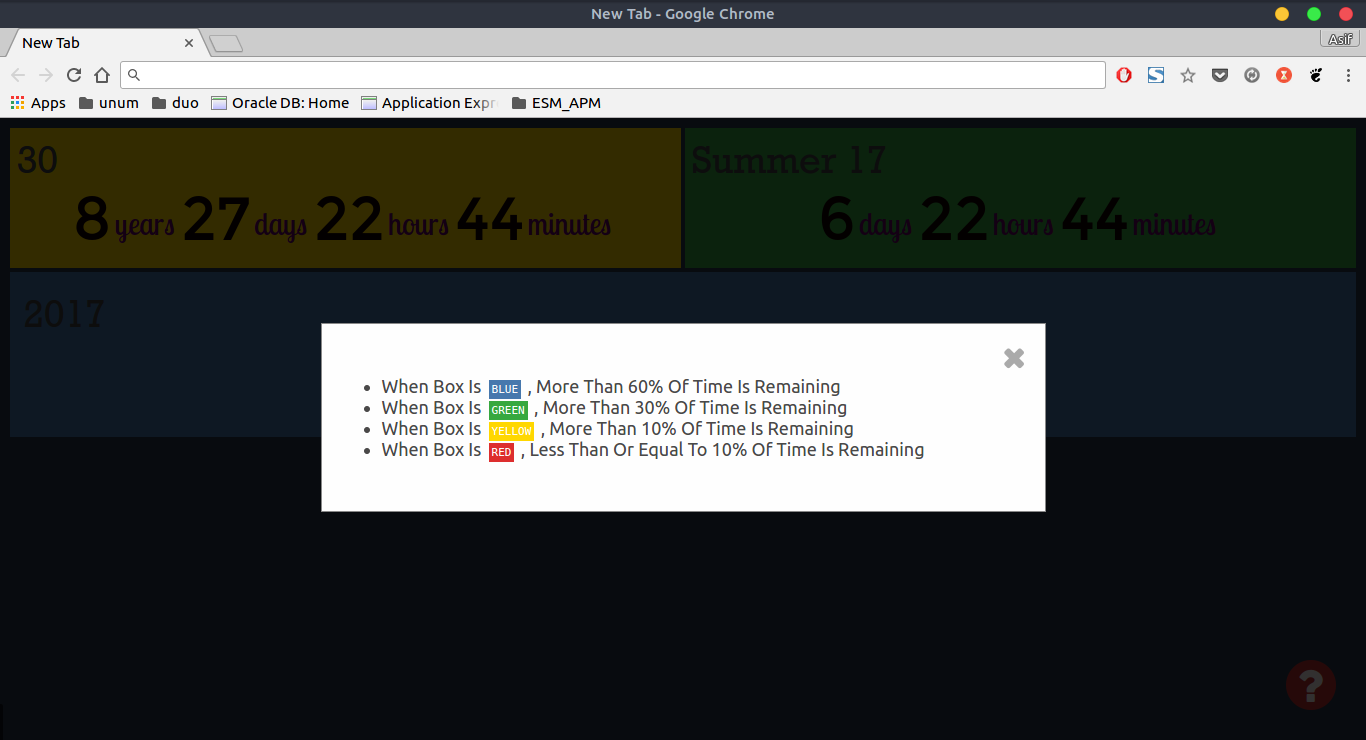 New Tab - Google Chrome
New Tab
Asif
Apps unum duo Oracle DB: Home Application Expr ESM_APM
30
8 years 27 days 22 hours 44 minutes
Summer 17
6 days 22 hours 44 minutes
2017
When Box Is BLUE , More Than 60% Of Time Is Remaining
When Box Is GREEN , More Than 30% Of Time Is Remaining
When Box Is YELLOW , More Than 10% Of Time Is Remaining
When Box Is RED , Less Than Or Equal To 10% Of Time Is Remaining
?